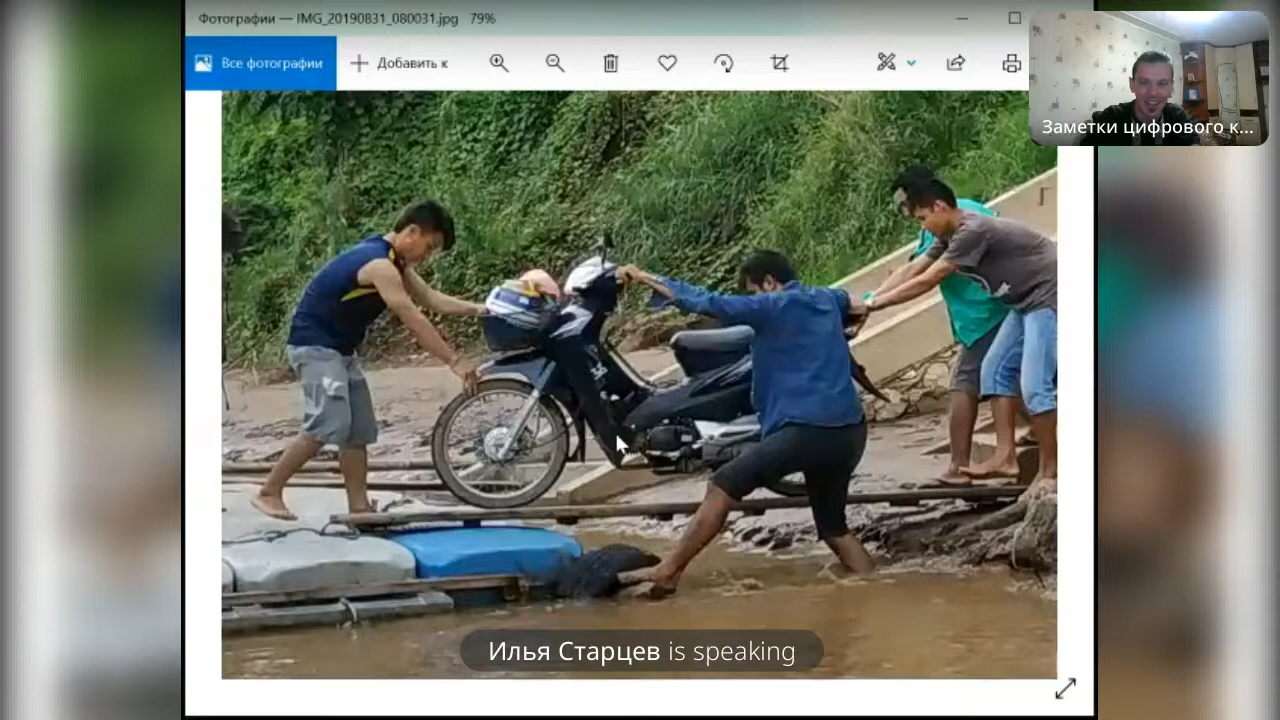 Фотографии — IMG_20190831_080031.jpg 79%
Все фотографии
Добавить к
Заметки цифрового к...
Илья Старцев is speaking